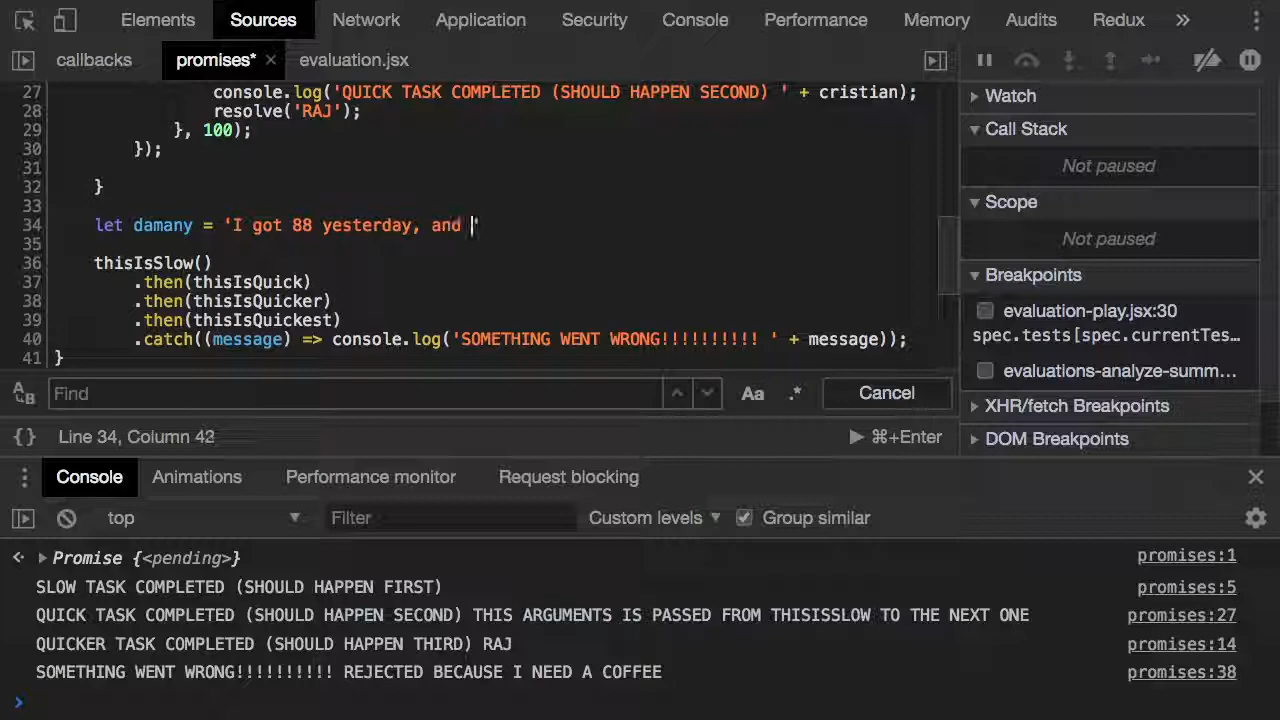 Elements Sources Network Application Security Console Performance Memory Audits Redux »
callbacks promises* × evaluation.jsx
27 console.log('QUICK TASK COMPLETED (SHOULD HAPPEN SECOND) ' + cristian);
28 resolve('RAJ');
29 }, 100);
30 });
31
32 }
33
34 let damany = 'I got 88 yesterday, and '
35
36 thisIsSlow()
37 .then(thisIsQuick)
38 .then(thisIsQuicker)
39 .then(thisIsQuickest)
40 .catch((message) => console.log('SOMETHING WENT WRONG!!!!!!!!!! ' + message));
41 }
Find Aa .* Cancel
{} Line 34, Column 42 ⌘+Enter
Watch
Call Stack
Not paused
Scope
Not paused
Breakpoints
evaluation-play.jsx:30
spec.tests[spec.currentTes…
evaluations-analyze-summ…
XHR/fetch Breakpoints
DOM Breakpoints
Console Animations Performance monitor Request blocking
top Filter Custom levels Group similar
Promise {<pending>} promises:1
SLOW TASK COMPLETED (SHOULD HAPPEN FIRST) promises:5
QUICK TASK COMPLETED (SHOULD HAPPEN SECOND) THIS ARGUMENTS IS PASSED FROM THISISSLOW TO THE NEXT ONE promises:27
QUICKER TASK COMPLETED (SHOULD HAPPEN THIRD) RAJ promises:14
SOMETHING WENT WRONG!!!!!!!!!! REJECTED BECAUSE I NEED A COFFEE promises:38